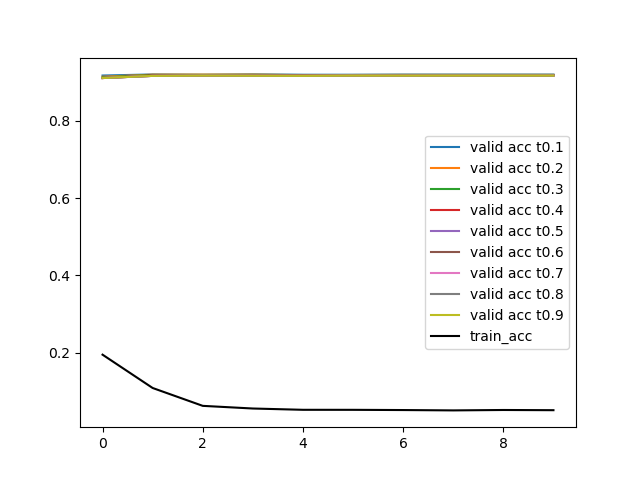 0.8
0.6
0.4
0.2
0 2 4 6 8
valid acc t0.1
valid acc t0.2
valid acc t0.3
valid acc t0.4
valid acc t0.5
valid acc t0.6
valid acc t0.7
valid acc t0.8
valid acc t0.9
train_acc